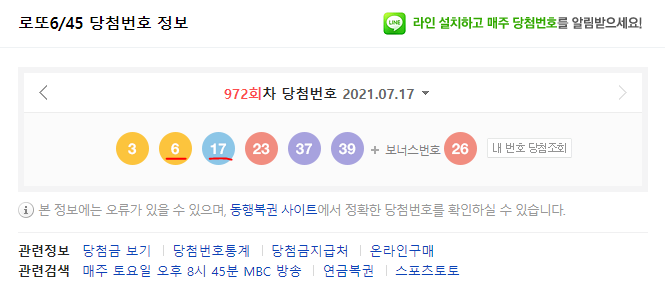 로또6/45 당첨번호 정보
LINE 라인 설치하고 매주 당첨번호를 알림받으세요!
972회차 당첨번호 2021.07.17
3 6 17 23 37 39 + 보너스번호 26 내 번호 당첨조회
본 정보에는 오류가 있을 수 있으며, 동행복권 사이트에서 정확한 당첨번호를 확인하실 수 있습니다.
관련정보 당첨금 보기 당첨번호통계 당첨금지급처 온라인구매
관련검색 매주 토요일 오후 8시 45분 MBC 방송 연금복권 스포츠토토